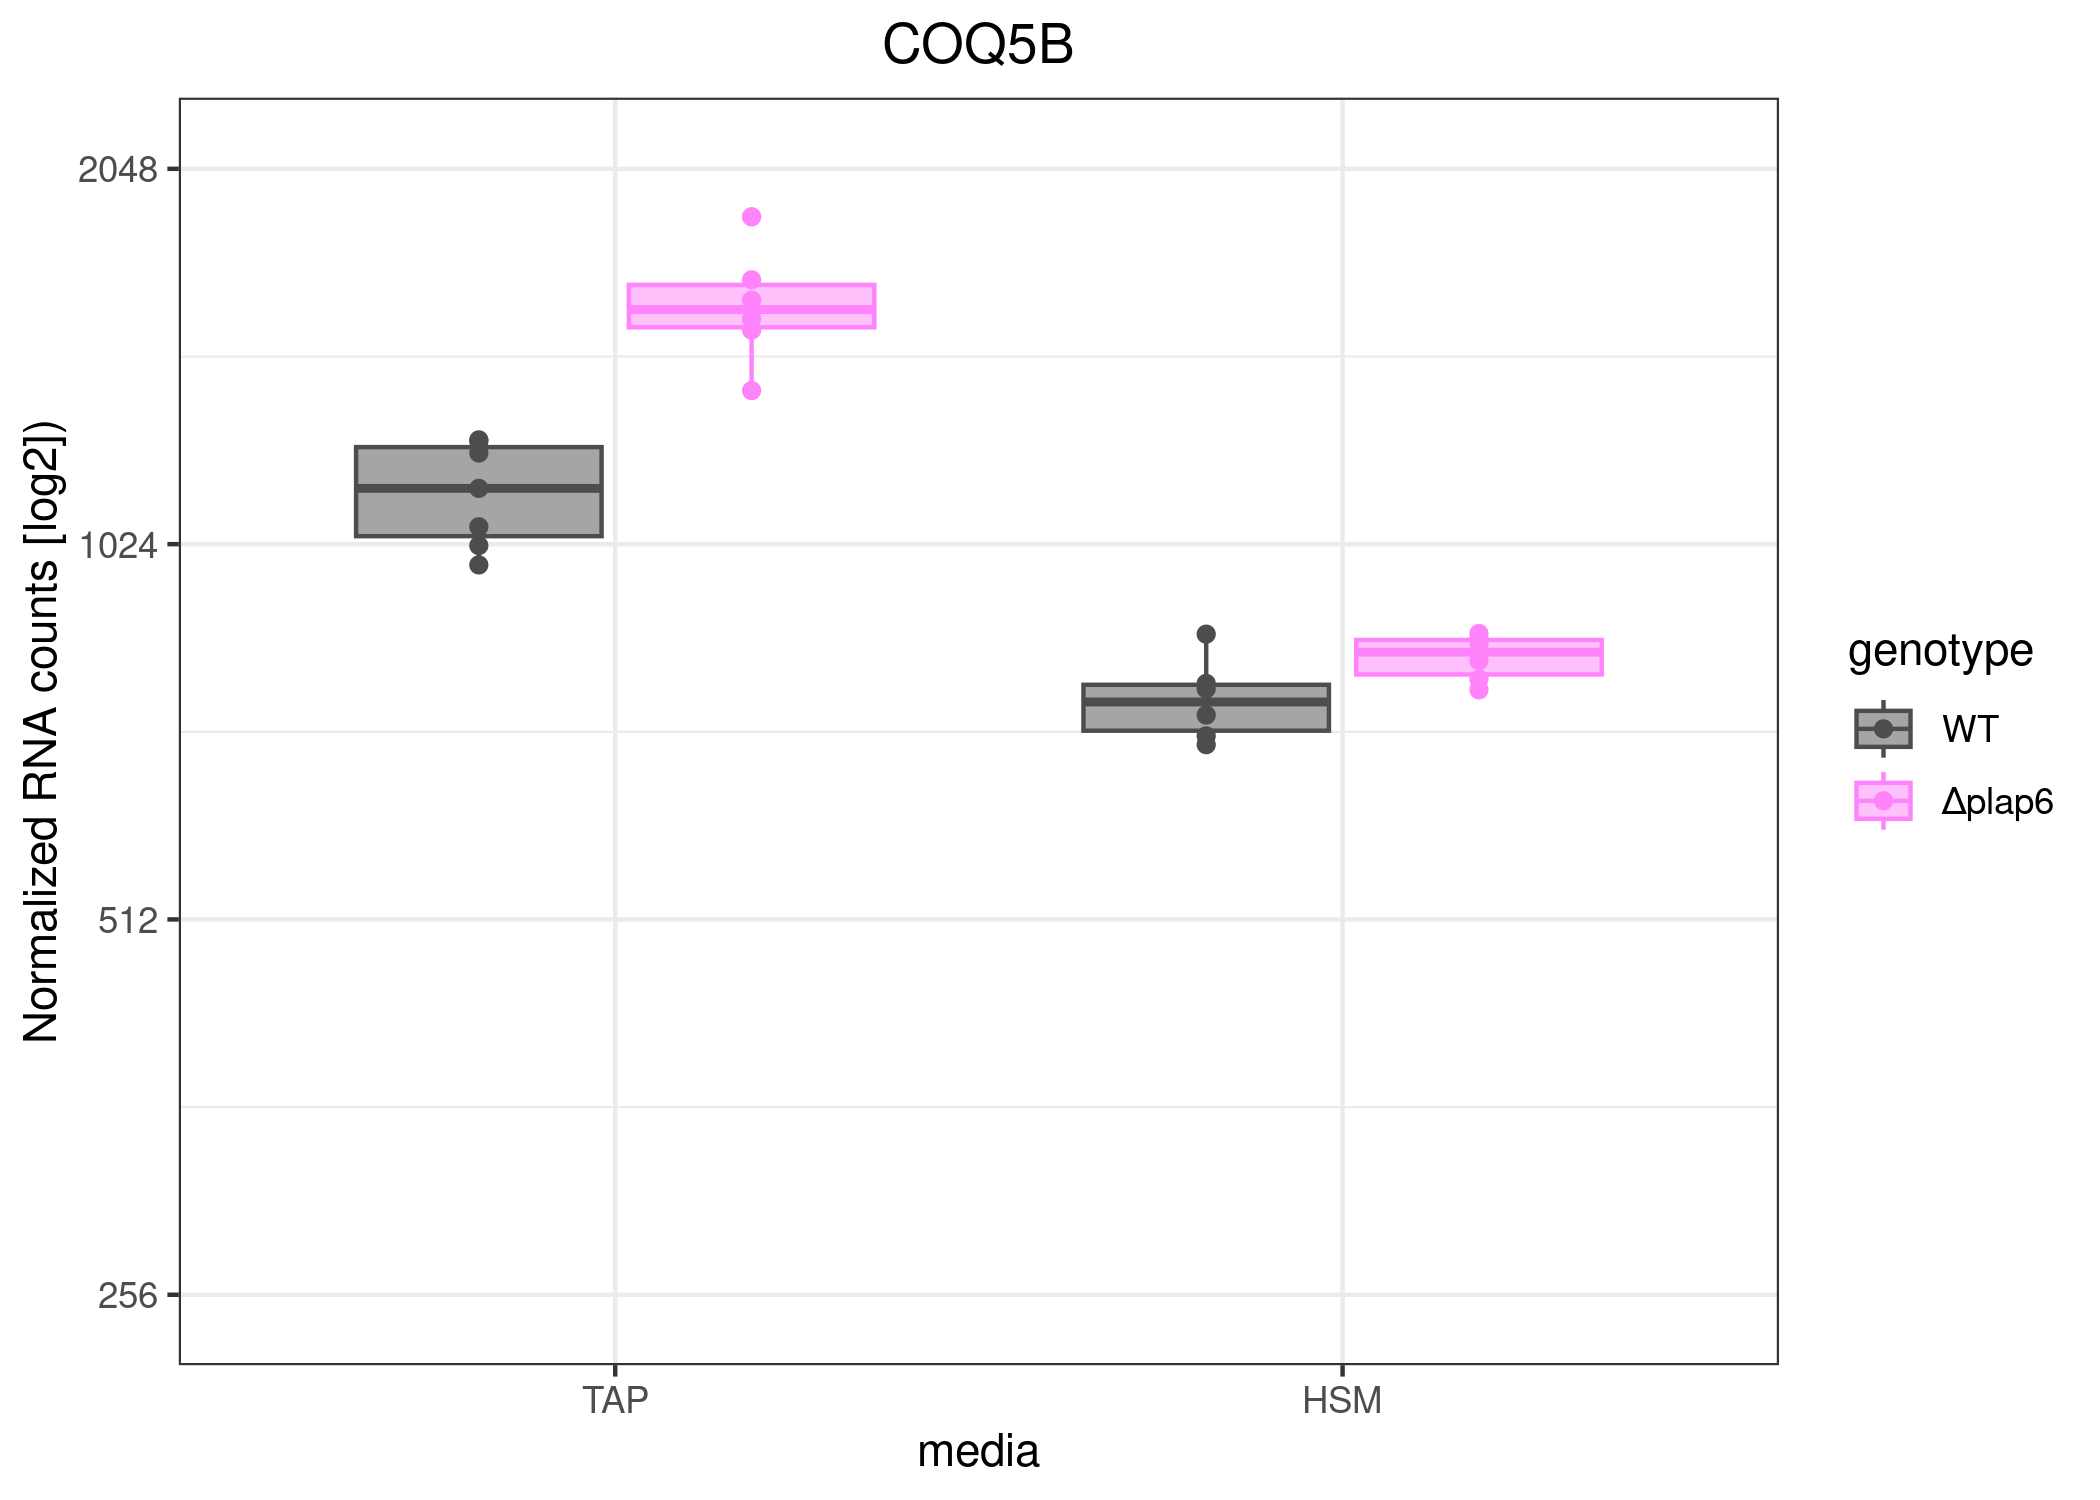 COQ5B
Normalized RNA counts [log2])
2048
1024
512
256
TAP
HSM
media
genotype
WT
Δplap6